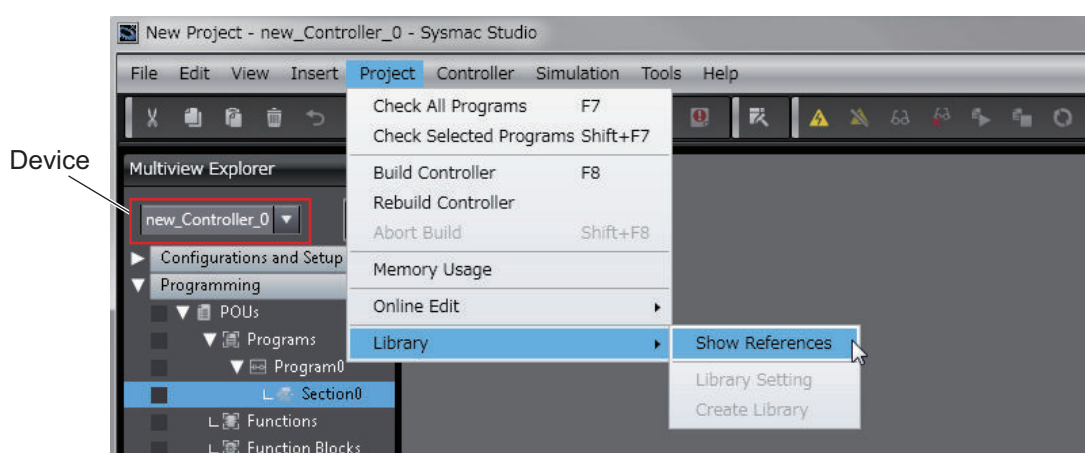 New Project - new_Controller_0 - Sysmac Studio
File Edit View Insert Project Controller Simulation Tools Help
Check All Programs F7
Check Selected Programs Shift+F7
Device
Multiview Explorer
Build Controller F8
new_Controller_0
Rebuild Controller
Abort Build Shift+F8
Configurations and Setup
Memory Usage
Programming
POUs
Online Edit
Programs
Library
Show References
Program0
Library Setting
Section0
Create Library
Functions
Function Blocks